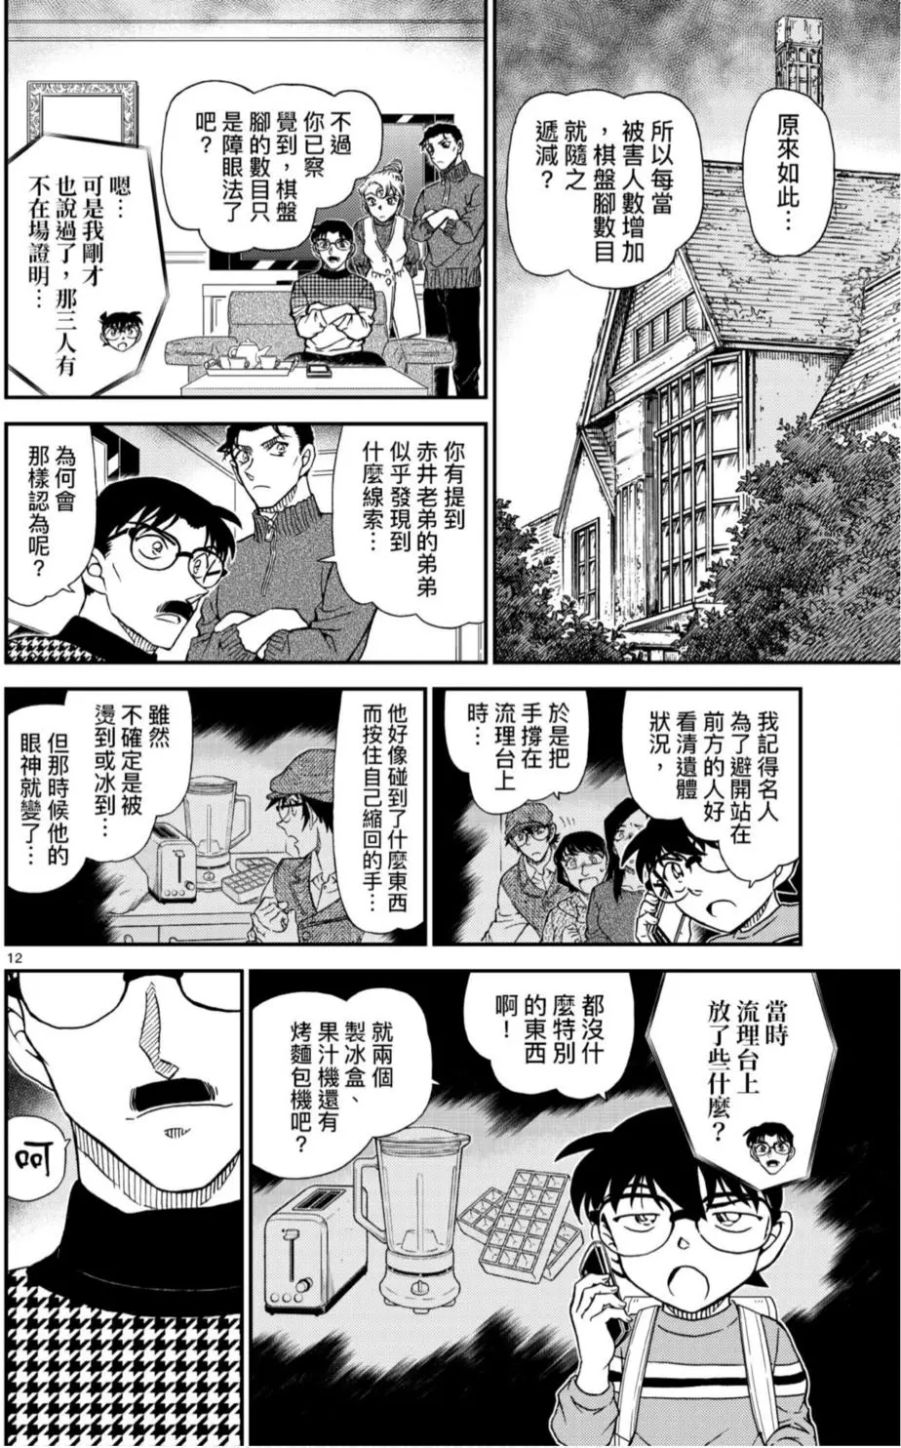 原來如此…
所以每當
被害人數增加
，棋盤腳數目
就隨之
遞減？
不過
你已察
覺到，棋盤
腳的數目只
是障眼法了
吧？
嗯…
可是我剛才
也說過了，那三人有
不在場證明…
你有提到
赤井老弟的弟弟
似乎發現到
什麼線索…
為何會
那樣認為呢？
我記得名人
為了避開站在
前方的人好
看清遺體
狀況，
於是把
手撐在
流理台上
時…
他好像碰到了什麼東西
而按住自己縮回的手…
雖然
不確定是被
燙到或冰到…
但那時候他的
眼神就變了…
12
當時
流理台上
放了些什麼？
都沒什
麼特別
的東西
啊！
就兩個
製冰盒、
果汁機還有
烤麵包機吧？
呵